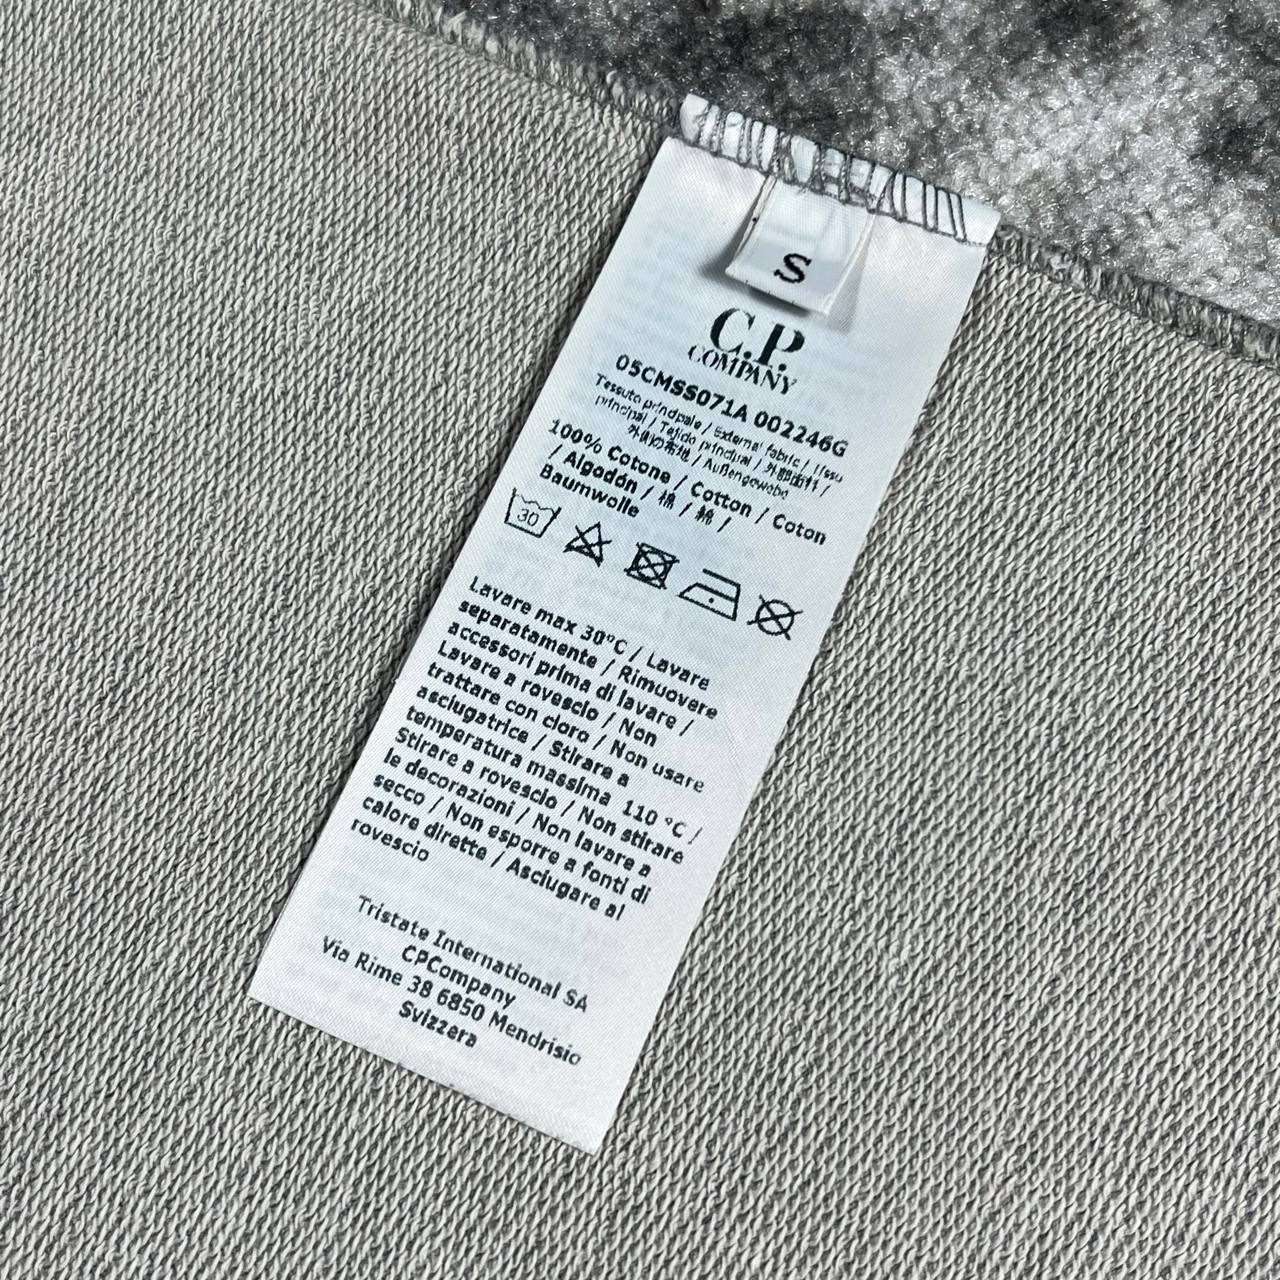 S
C.P.
COMPANY
05CMSS071A 002246G
Tessuto principale / External fabric / Tissu
principal / Tejido principal / 外部面料 /
外側の布地 / Außengewebe
100% Cotone / Cotton / Coton
/ Algodón / 棉 / 綿 /
Baumwolle
30
Lavare max 30°C / Lavare
separatamente / Rimuovere
accessori prima di lavare /
Lavare a rovescio / Non
trattare con cloro / Non usare
asciugatrice / Stirare a
temperatura massima 110 °C /
Stirare a rovescio / Non stirare
le decorazioni / Non lavare a
secco / Non esporre a fonti di
calore dirette / Asciugare al
rovescio
Tristate International SA
CPCompany
Via Rime 38 6850 Mendrisio
Svizzera